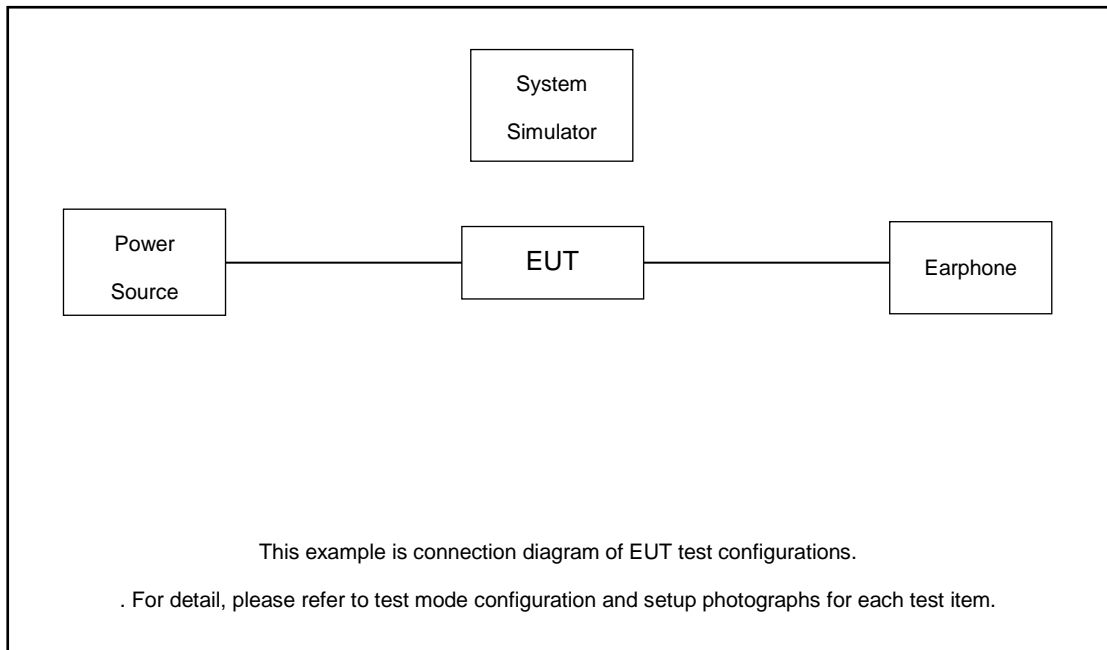 System
Simulator
Power
Source
EUT
Earphone
This example is connection diagram of EUT test configurations.
. For detail, please refer to test mode configuration and setup photographs for each test item.